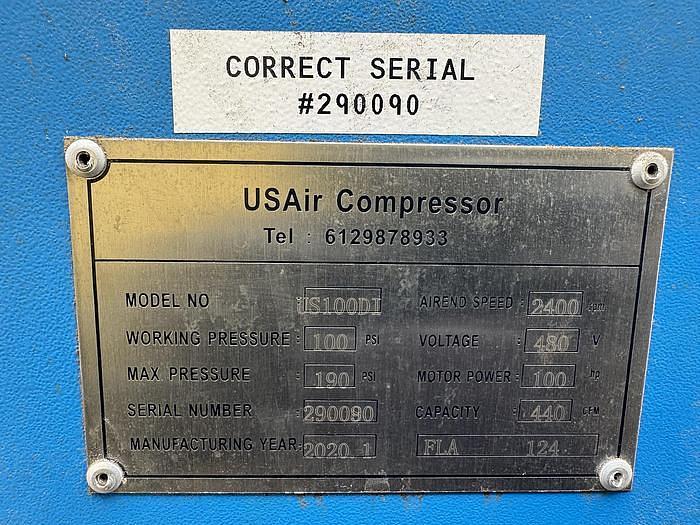 CORRECT SERIAL
#290090
USAir Compressor
Tel : 6129878933
MODEL NO : US100DI AIREND SPEED : 2400 rpm
WORKING PRESSURE : 100 PSI VOLTAGE : 480 V
MAX. PRESSURE : 190 PSI MOTOR POWER : 100 hp
SERIAL NUMBER : 290080 CAPACITY : 440 CFM
MANUFACTURING YEAR : 2020 1 FLA 124